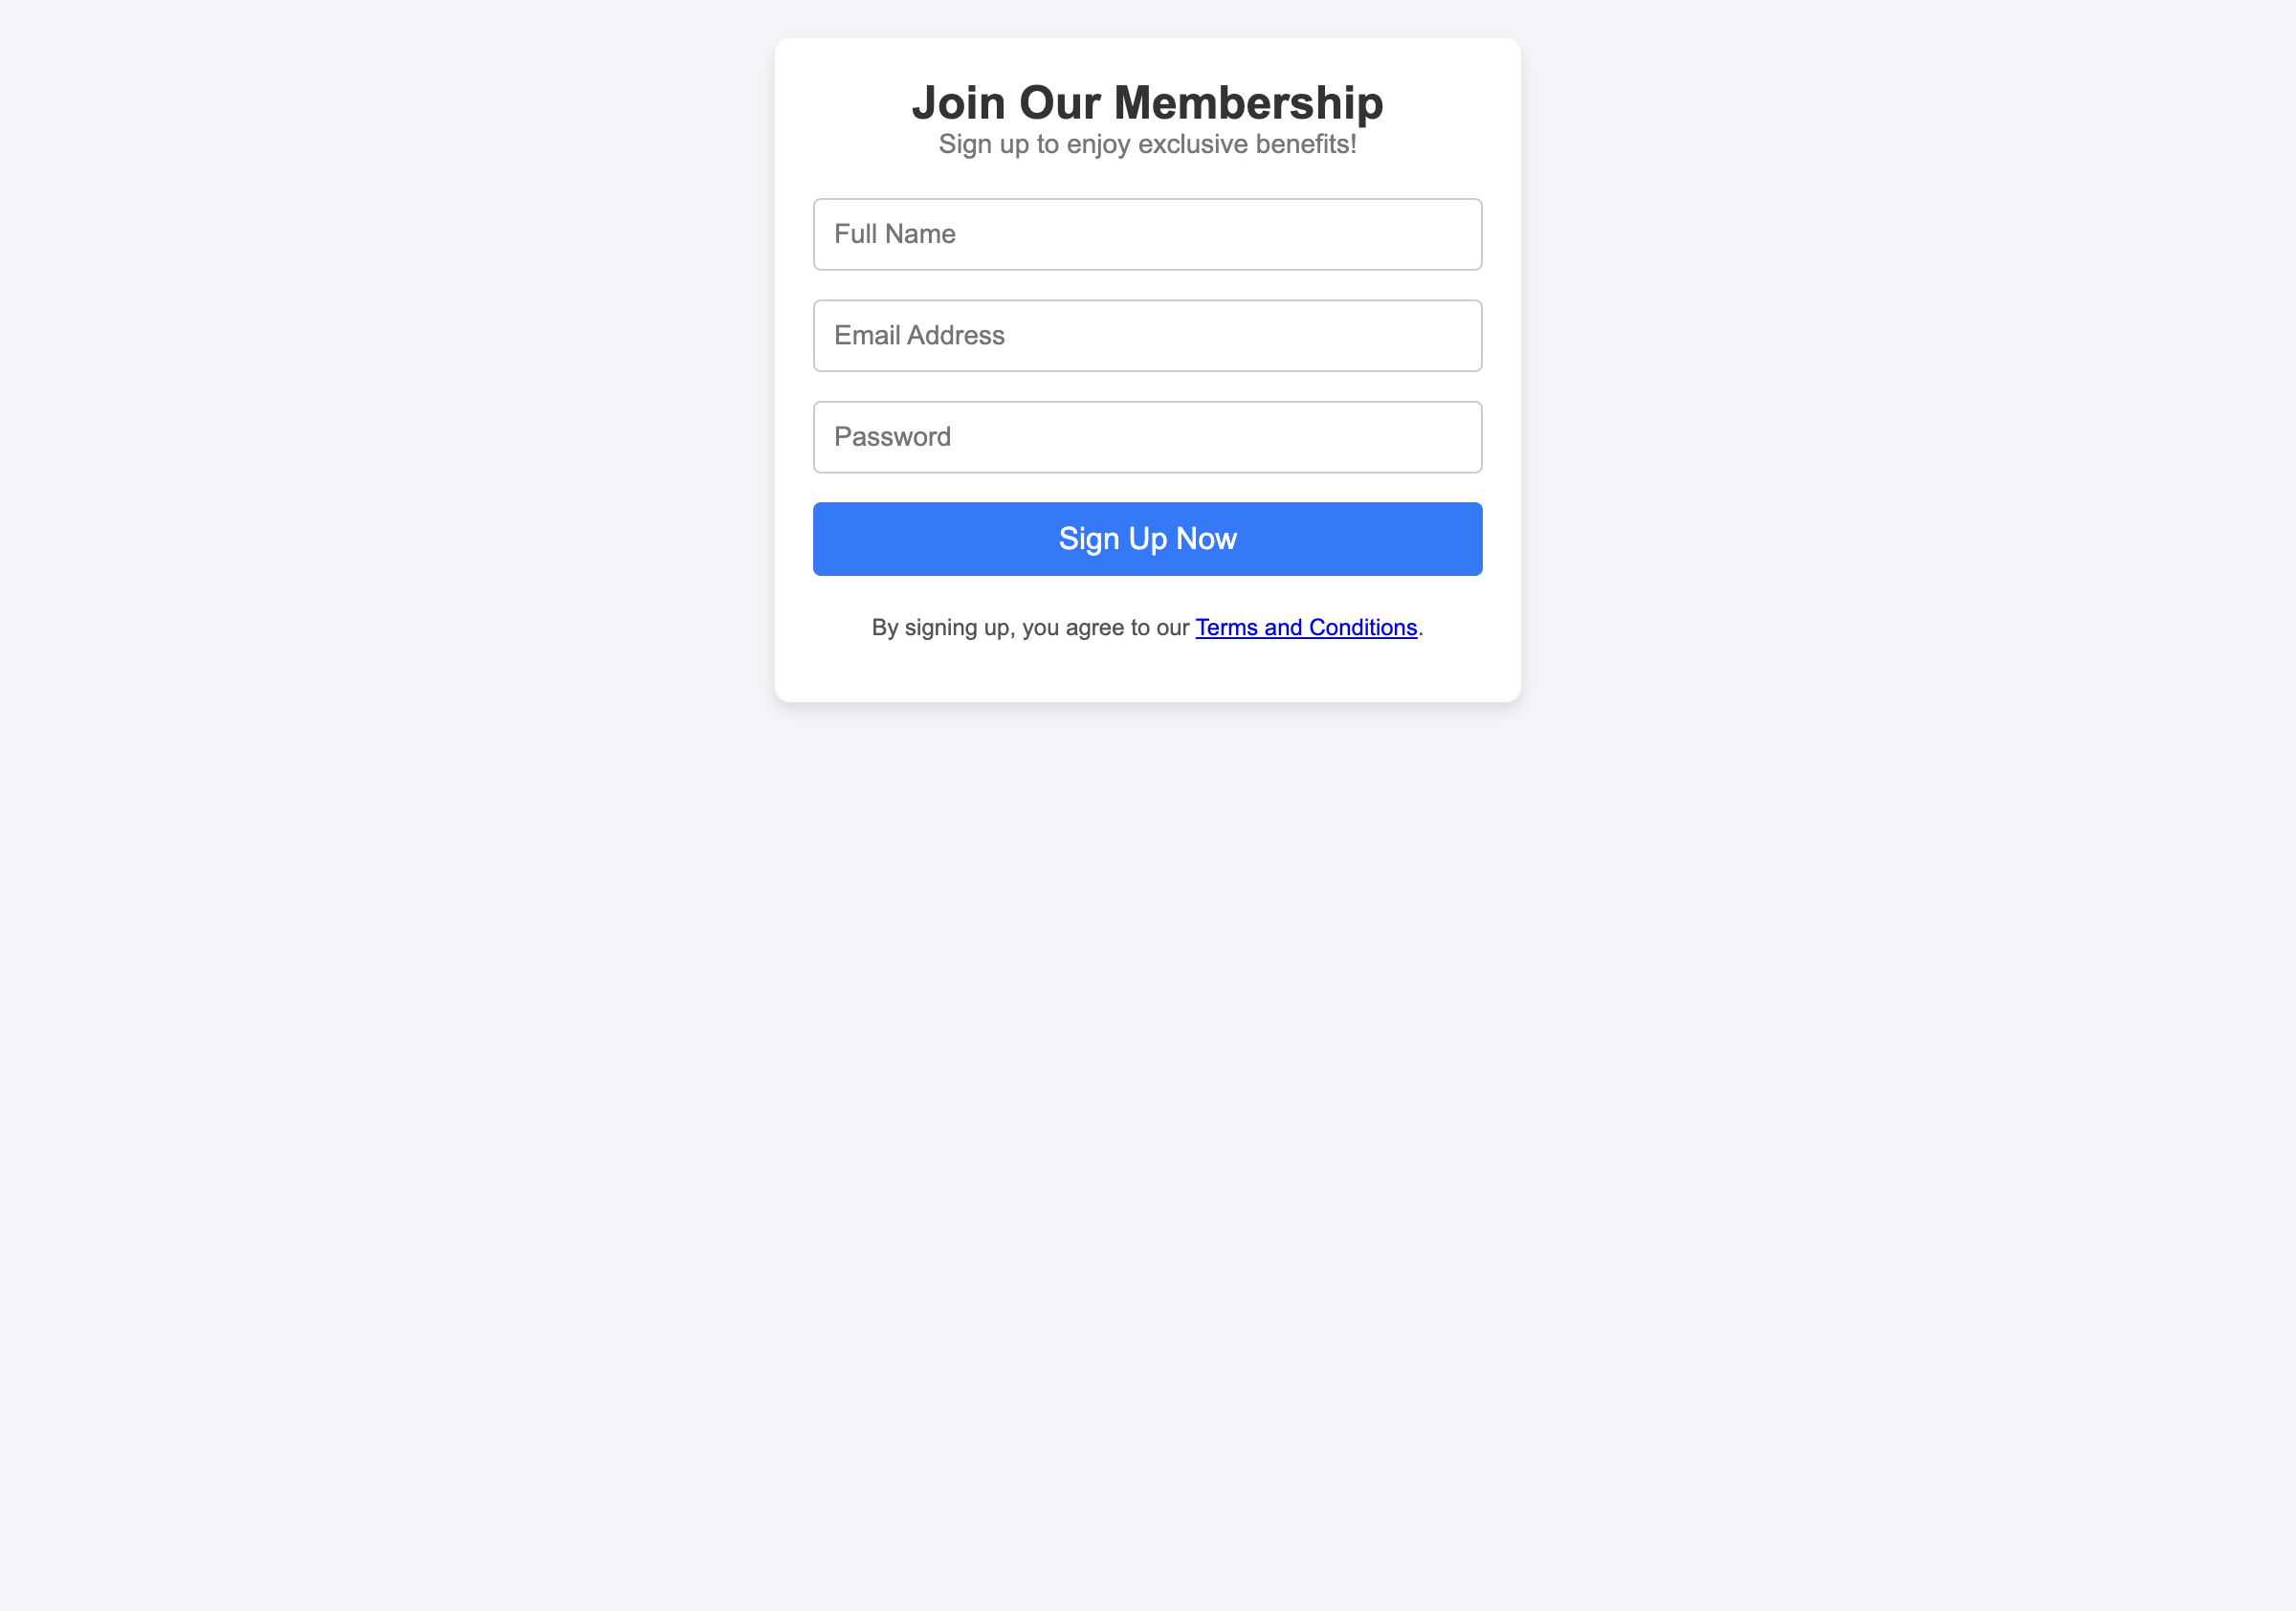 Join Our Membership
Sign up to enjoy exclusive benefits!
Full Name
Email Address
Password
Sign Up Now
By signing up, you agree to our Terms and Conditions.